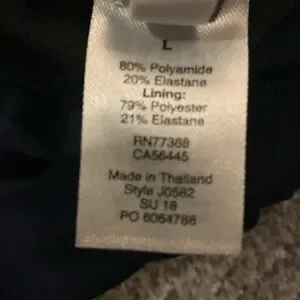 L
80% Polyamide
20% Elastane
Lining:
79% Polyester
21% Elastane
RN77388
CA56445
Made in Thailand
Style J0582
SU 18
PO 6064788